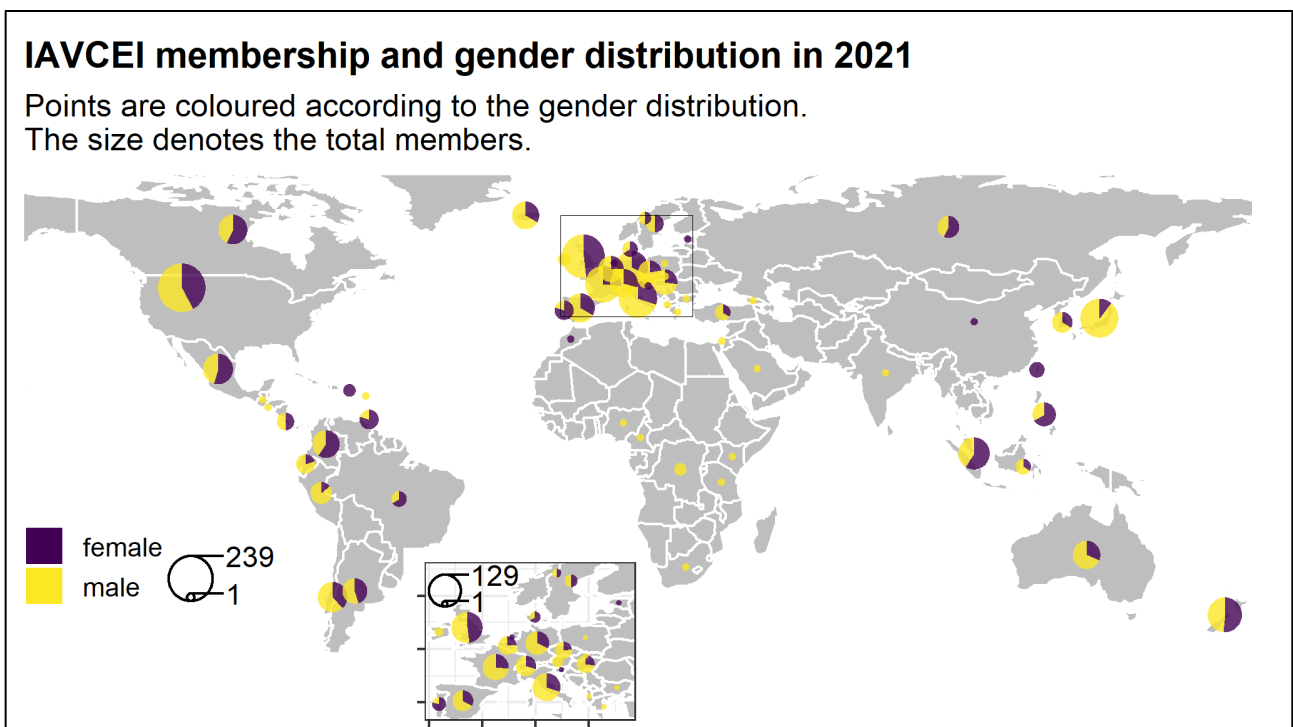 IAVCEI membership and gender distribution in 2021
Points are coloured according to the gender distribution.
The size denotes the total members.
female
male
239
1
129
1